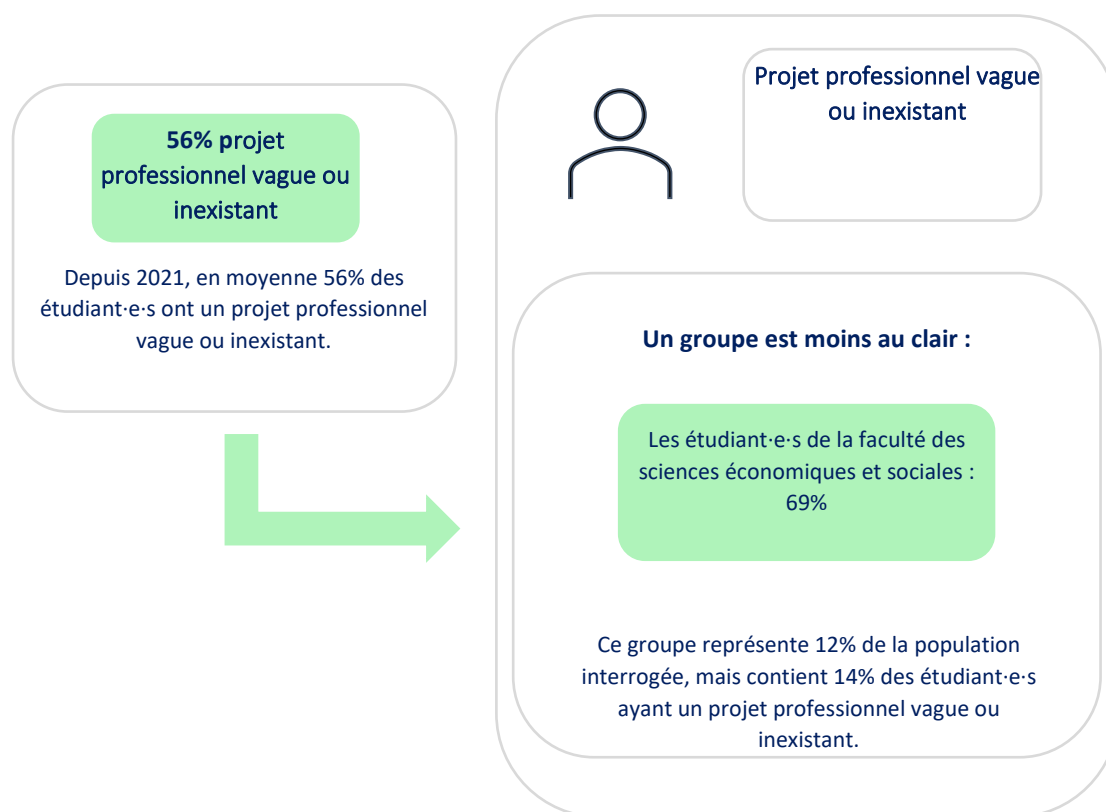 56% projet
professionnel vague ou
inexistant
Depuis 2021, en moyenne 56% des
étudiant·e·s ont un projet professionnel
vague ou inexistant.
Projet professionnel vague
ou inexistant
Un groupe est moins au clair :
Les étudiant·e·s de la faculté des
sciences économiques et sociales :
69%
Ce groupe représente 12% de la population
interrogée, mais contient 14% des étudiant·e·s
ayant un projet professionnel vague ou
inexistant.